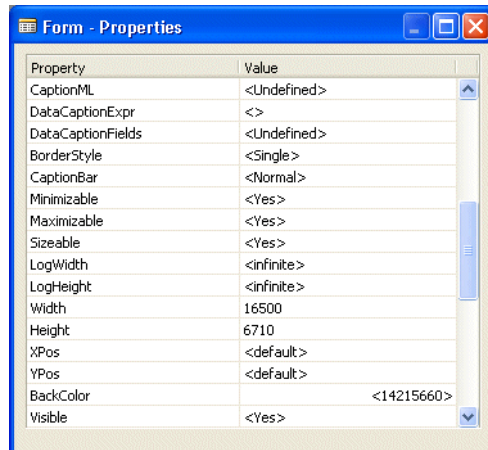 Form - Properties
Property Value
CaptionML <Undefined>
DataCaptionExpr <>
DataCaptionFields <Undefined>
BorderStyle <Single>
CaptionBar <Normal>
Minimizable <Yes>
Maximizable <Yes>
Sizeable <Yes>
LogWidth <infinite>
LogHeight <infinite>
Width 16500
Height 6710
XPos <default>
YPos <default>
BackColor <14215660>
Visible <Yes>